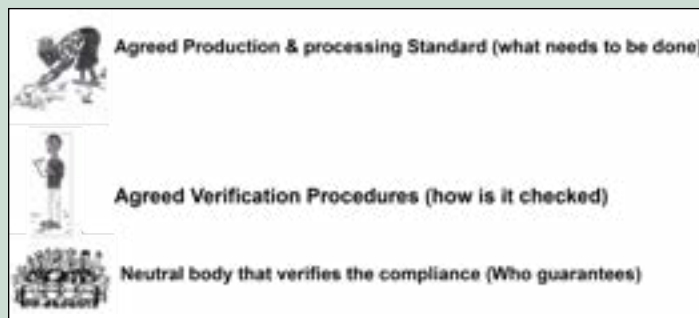 Agreed Production & processing Standard (what needs to be done)
Agreed Verification Procedures (how is it checked)
Neutral body that verifies the compliance (Who guarantees)